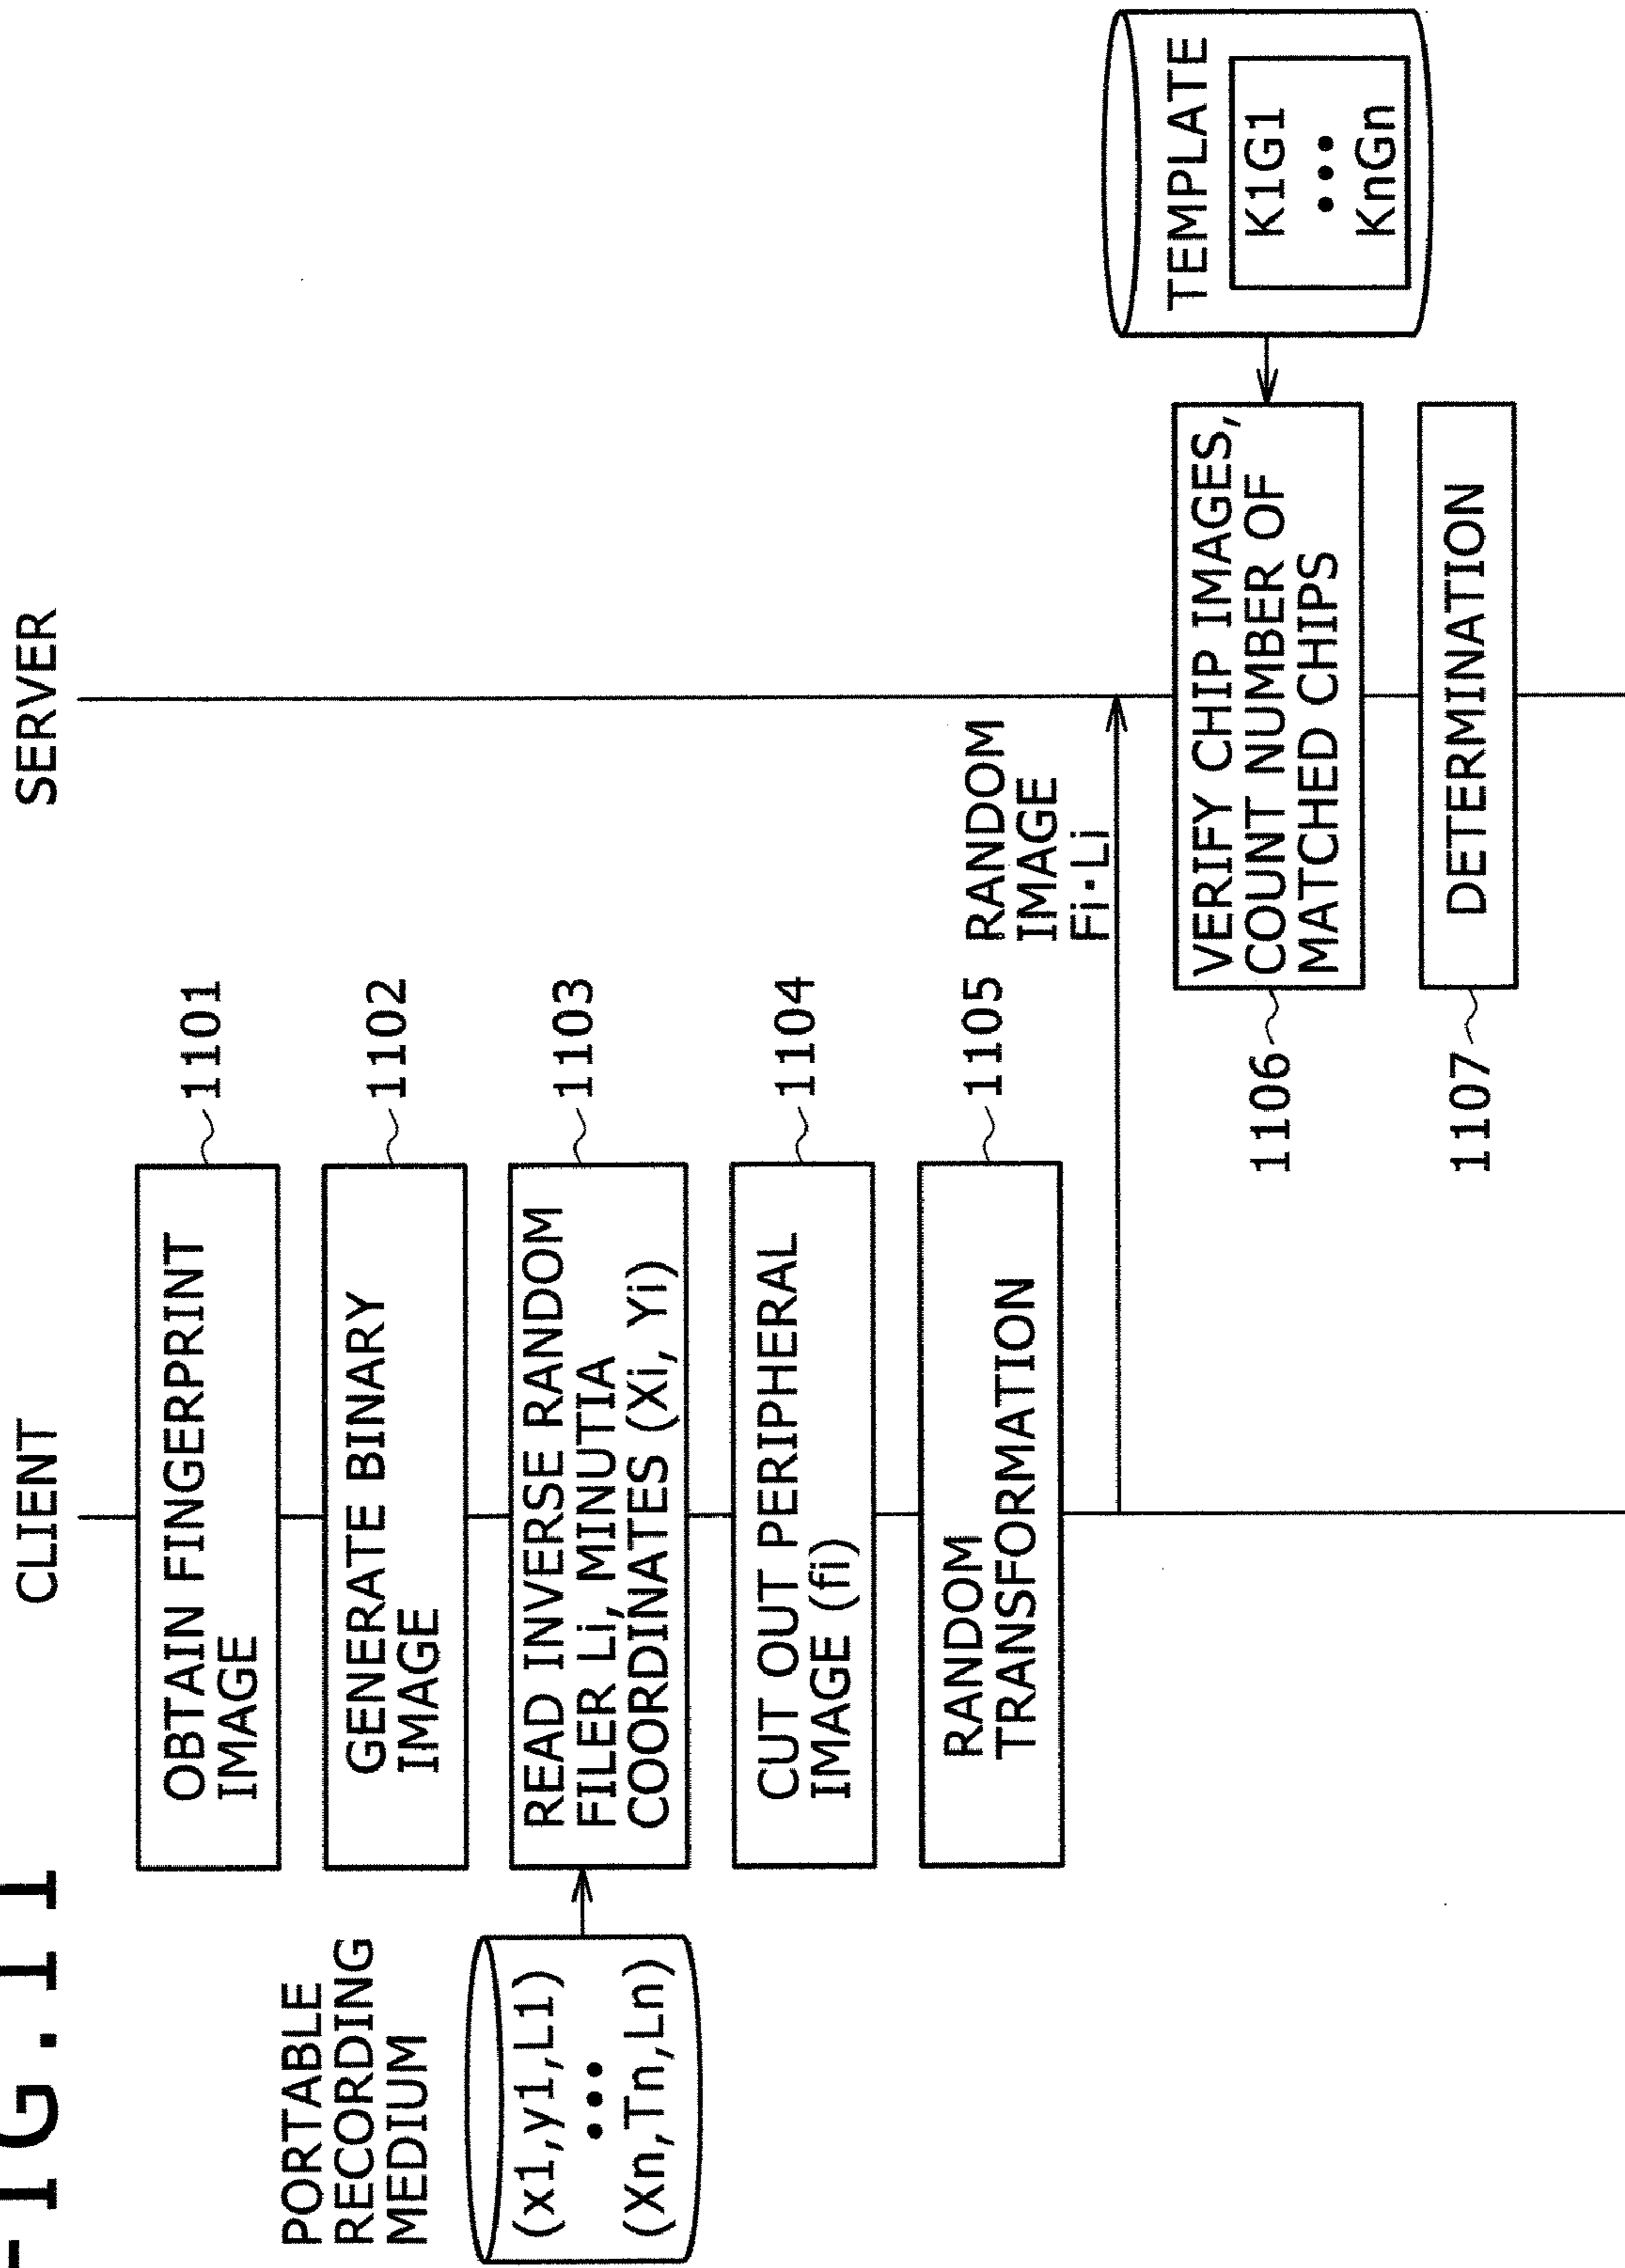 FIG.11
CLIENT
SERVER
OBTAIN FINGERPRINT
IMAGE
1101
GENERATE BINARY
IMAGE
1102
PORTABLE
RECORDING
MEDIUM
(x1,y1,L1)
•••
(Xn,Tn,Ln)
READ INVERSE RANDOM
FILER Li, MINUTIA
COORDINATES (Xi, Yi)
1103
CUT OUT PERIPHERAL
IMAGE (fi)
1104
RANDOM
TRANSFORMATION
1105
RANDOM
IMAGE
Fi·Li
1106
VERIFY CHIP IMAGES,
COUNT NUMBER OF
MATCHED CHIPS
TEMPLATE
K1G1
•••
KnGn
1107
DETERMINATION